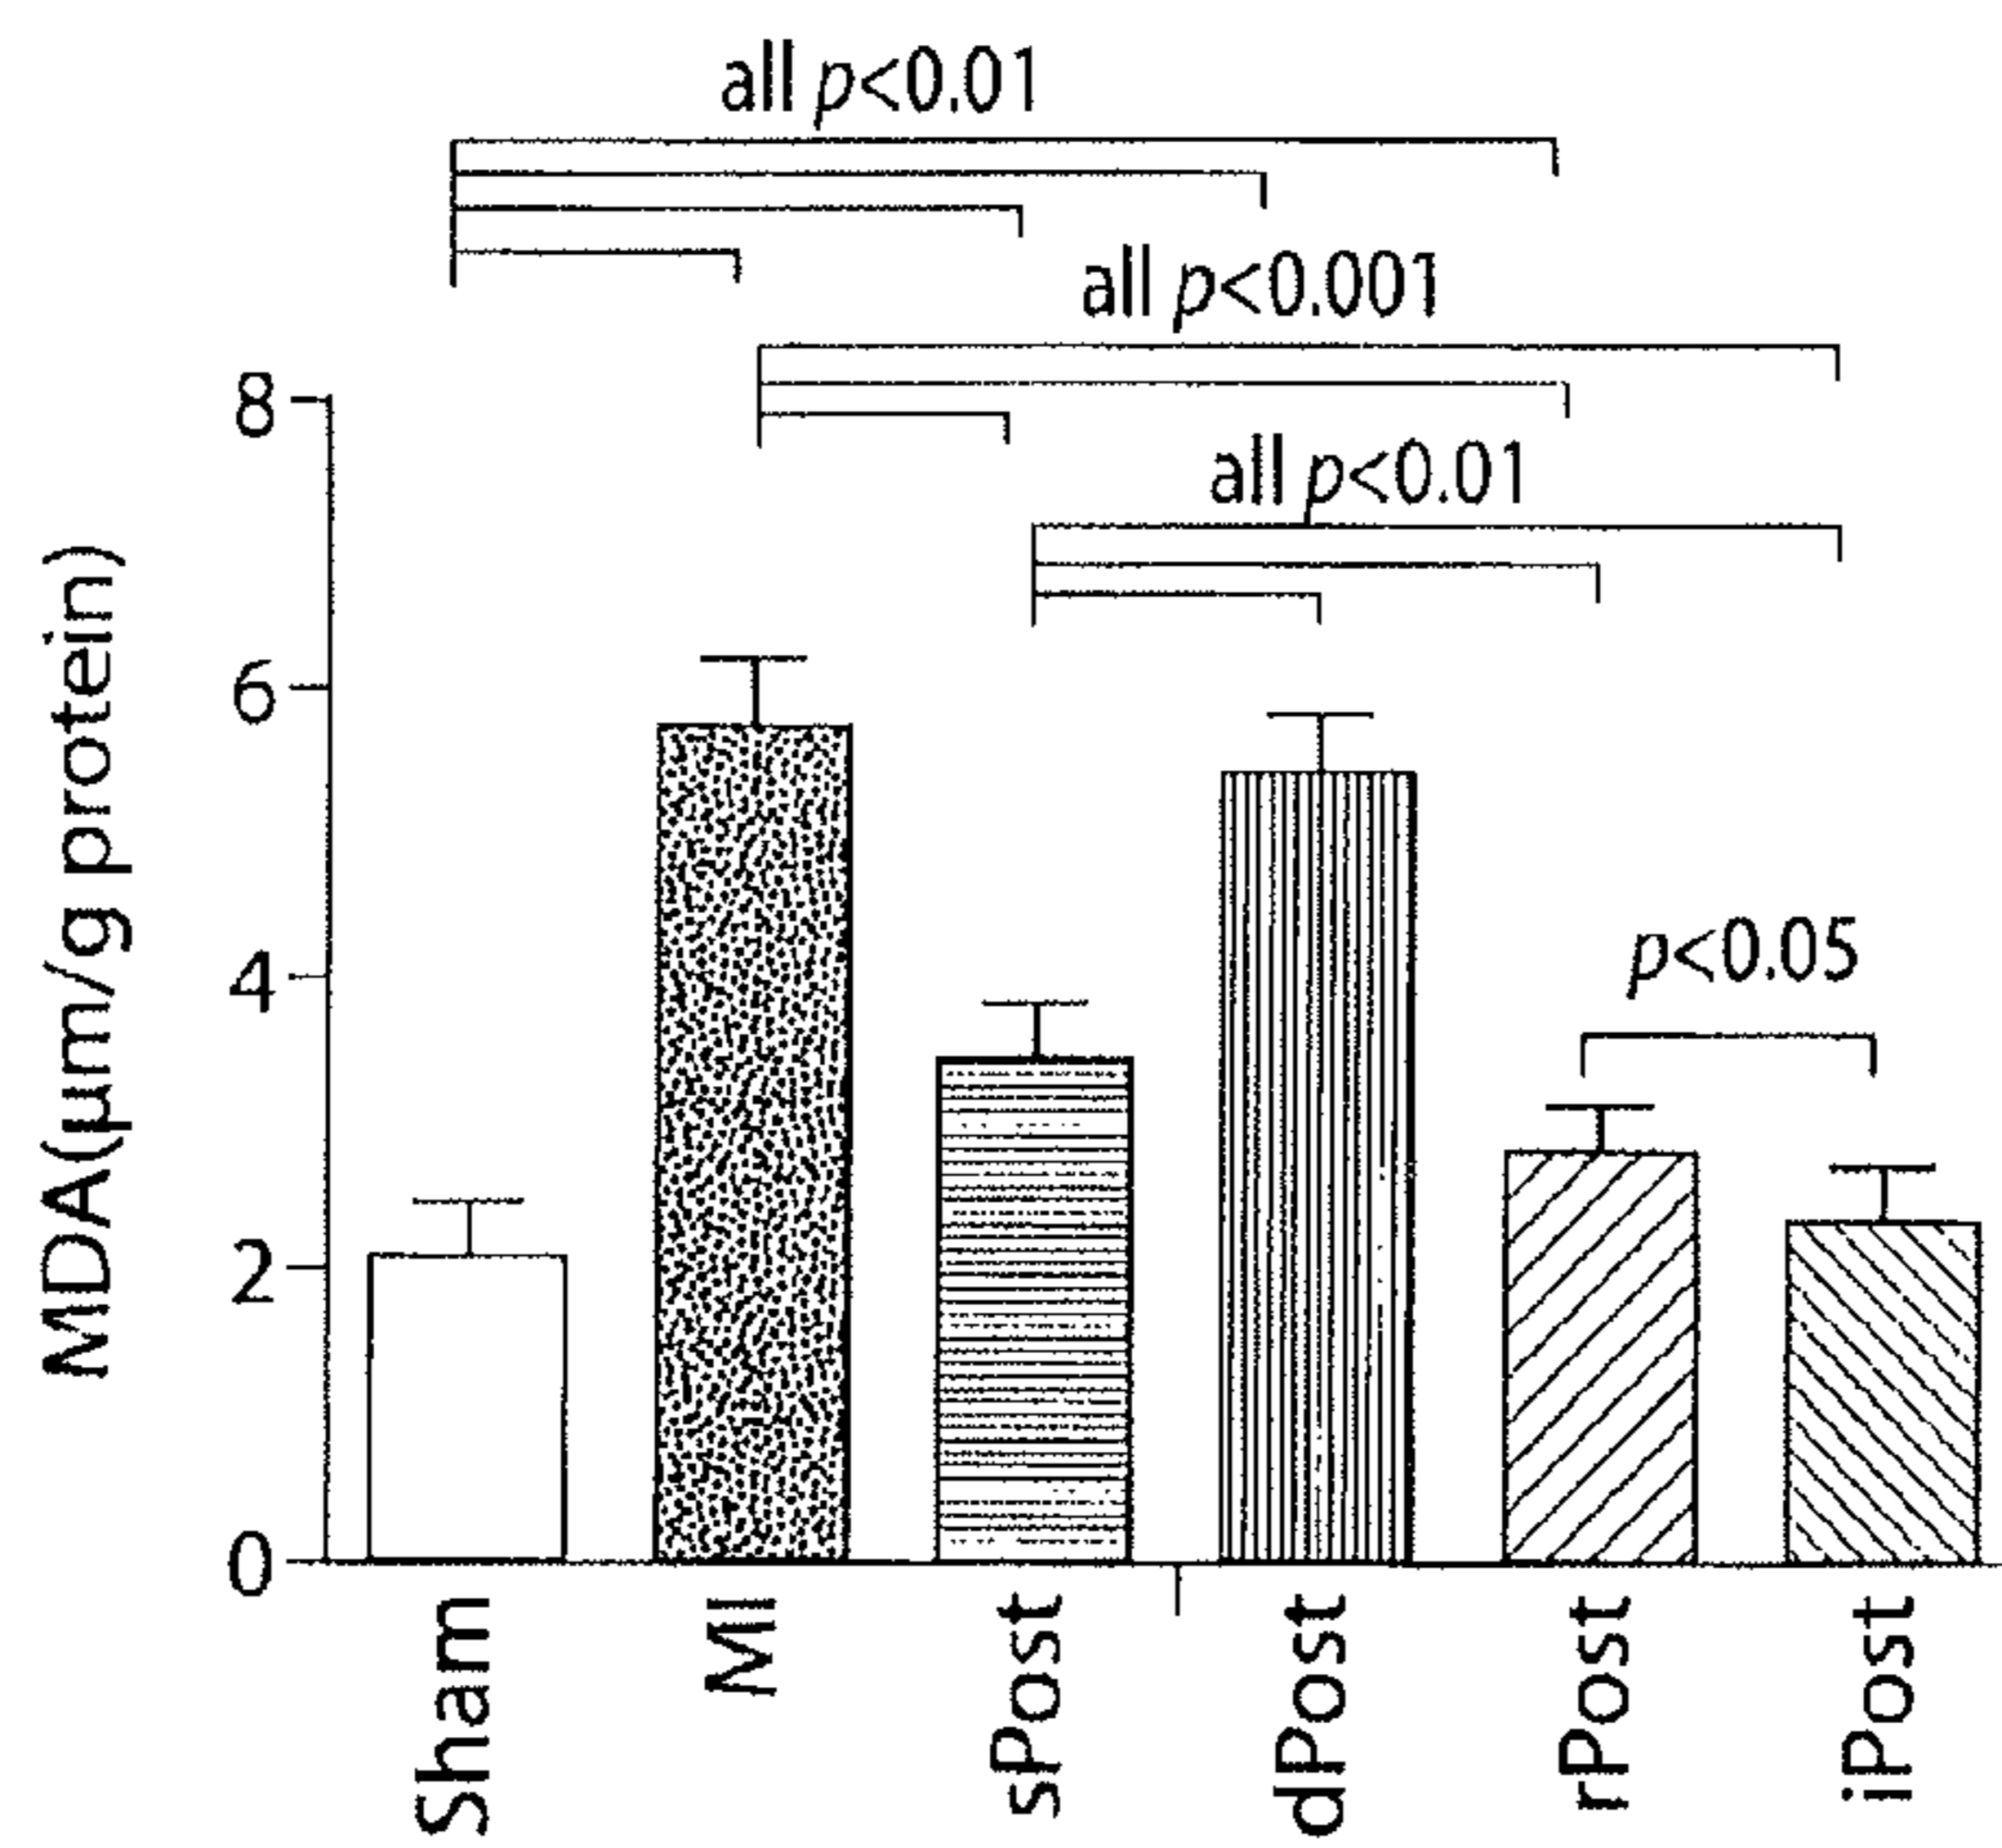 all p<0.01
all p<0.001
all p<0.01
p<0.05
MDA(µm/g protein)
8
6
4
2
0
Sham
MI
sPost
dPost
rPost
iPost